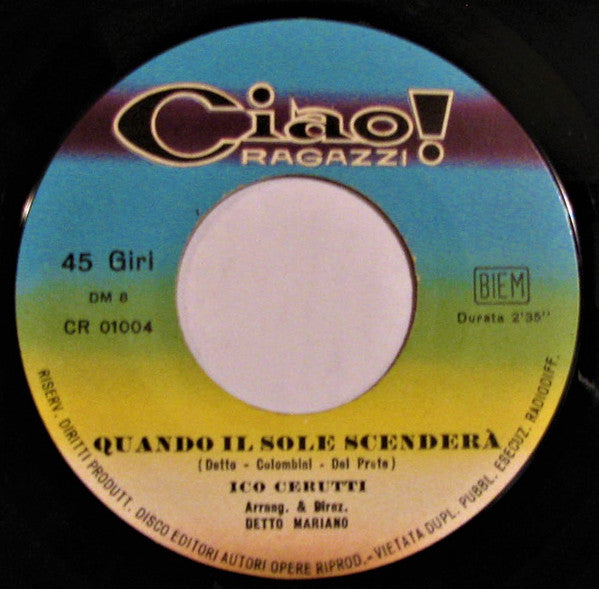 Ciao!
RAGAZZI
45 Giri
DM 8
CR 01004
BIEM
Durata 2'35"
QUANDO IL SOLE SCENDERÀ
(Detto - Colombini - Del Prete)
ICO CERUTTI
Arrang. & Direz.
DETTO MARIANO
RISERV. DIRITTI PRODUTT. DISCO EDITORI AUTORI OPERE RIPROD.-VIETATA DUPL. PUBBL. ESECUZ. RADIODIFF.